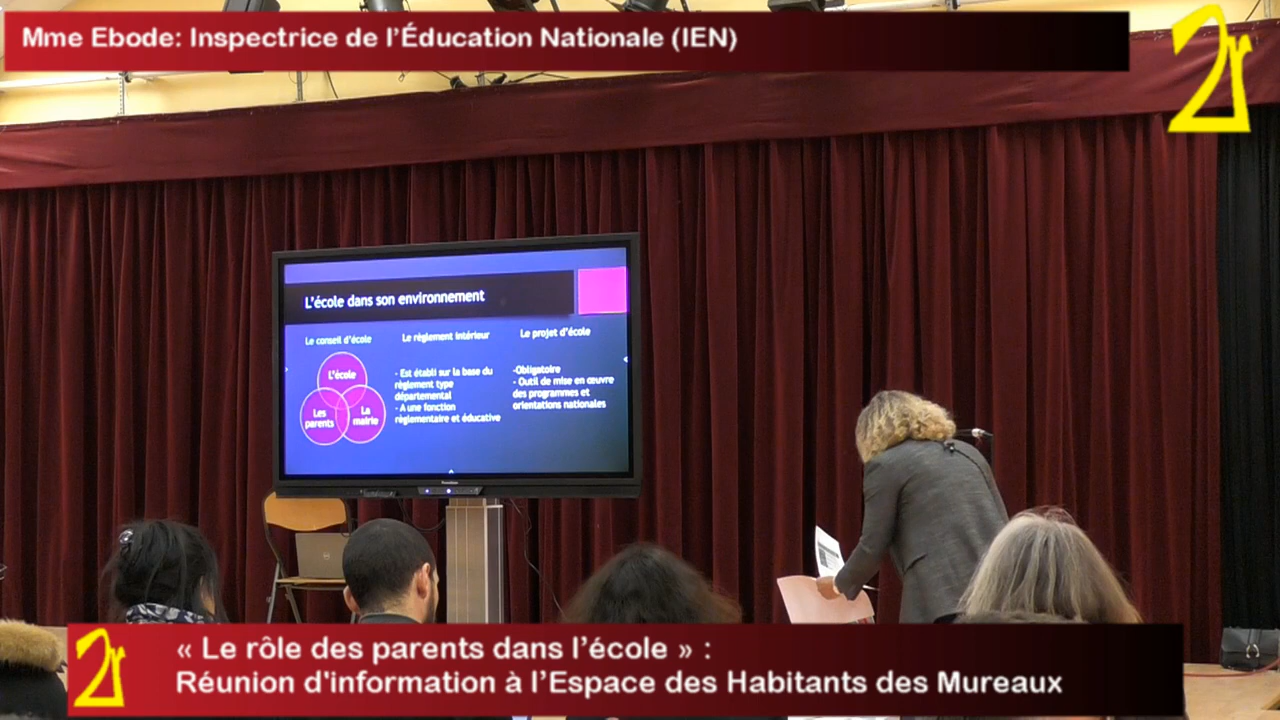 Mme Ebode: Inspectrice de l’Éducation Nationale (IEN)
2r
L'école dans son environnement
Le conseil d'école
L'école
Les
parents
La
mairie
Le règlement intérieur
- Est établi sur la base du
règlement type
départemental
- A une fonction
règlementaire et éducative
Le projet d'école
-Obligatoire
- Outil de mise en œuvre
des programmes et
orientations nationales
2r
« Le rôle des parents dans l’école » :
Réunion d'information à l’Espace des Habitants des Mureaux